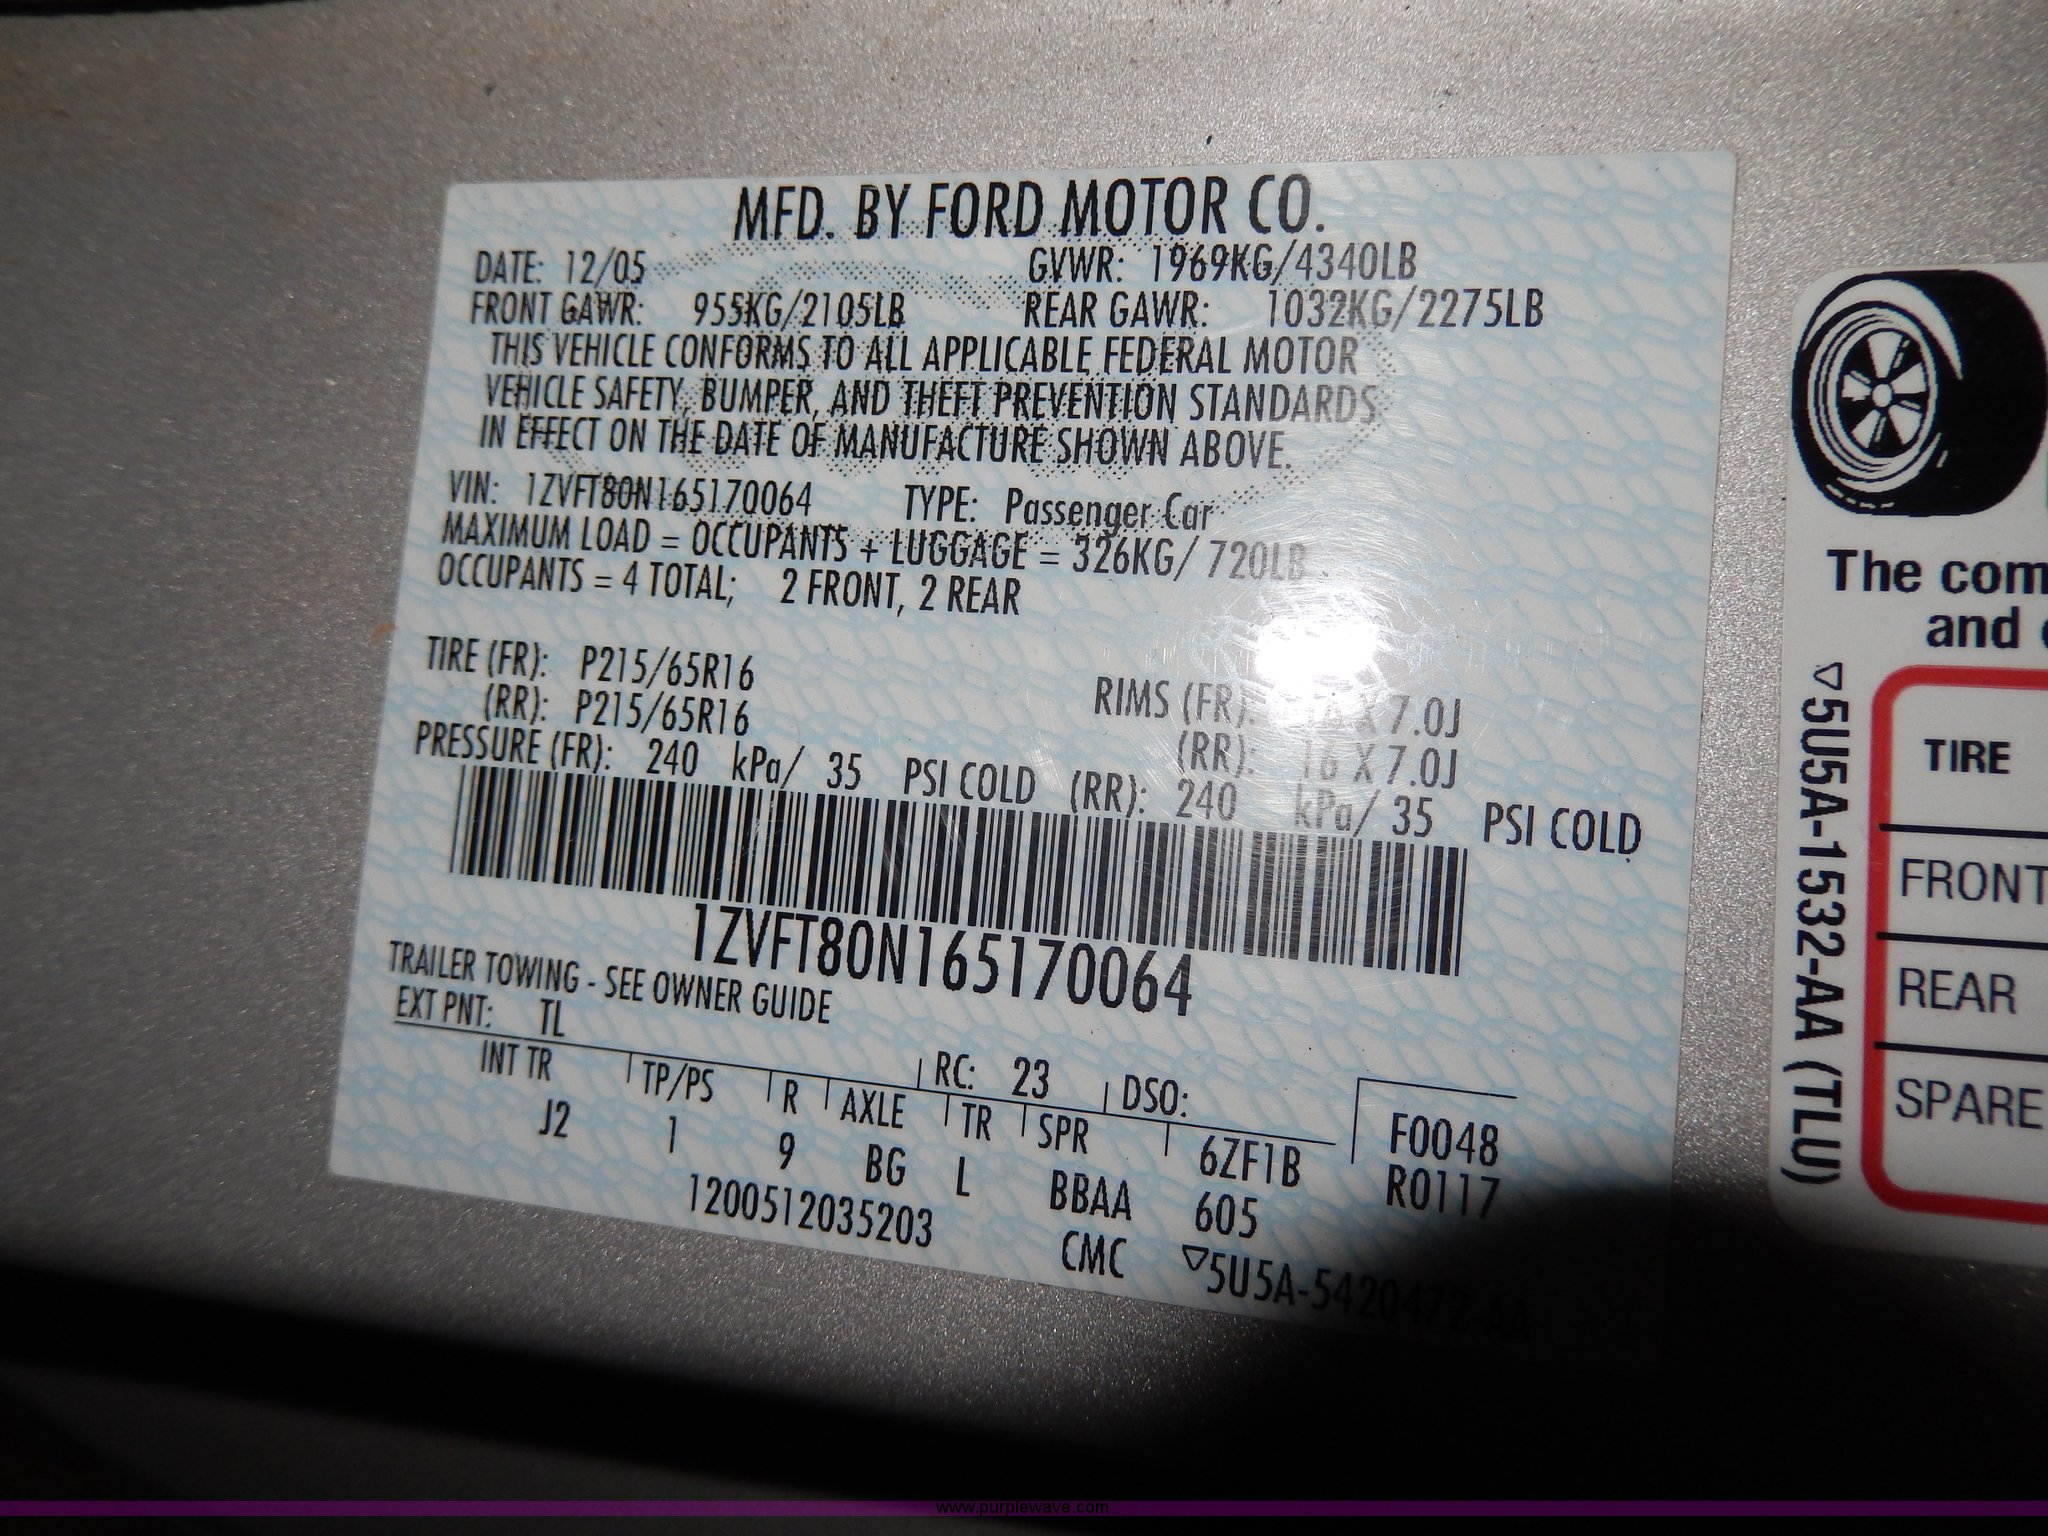 MFD. BY FORD MOTOR CO.
DATE: 12/05 GVWR: 1969KG/4340LB
FRONT GAWR: 955KG/2105LB REAR GAWR: 1032KG/2275LB
THIS VEHICLE CONFORMS TO ALL APPLICABLE FEDERAL MOTOR
VEHICLE SAFETY, BUMPER, AND THEFT PREVENTION STANDARDS
IN EFFECT ON THE DATE OF MANUFACTURE SHOWN ABOVE.
VIN: 1ZVFT80N165170064 TYPE: Passenger Car
MAXIMUM LOAD = OCCUPANTS + LUGGAGE = 326KG/ 720LB
OCCUPANTS = 4 TOTAL; 2 FRONT, 2 REAR
TIRE (FR): P215/65R16 RIMS (FR): 16 X 7.0J
(RR): P215/65R16 (RR): 16 X 7.0J
PRESSURE (FR): 240 kPa/ 35 PSI COLD (RR): 240 kPa/ 35 PSI COLD
1ZVFT80N165170064
TRAILER TOWING - SEE OWNER GUIDE
EXT PNT: TL RC: 23 DSO:
INT TR TP/PS R AXLE TR SPR 6ZF1B F0048
J2 1 9 BG L BBAA 605 R0117
1200512035203 CMC ▽5U5A-5420472-AA
The com
and
TIRE
FRONT
REAR
SPARE
▽5U5A-1532-AA (TLU)
www.purplewave.com